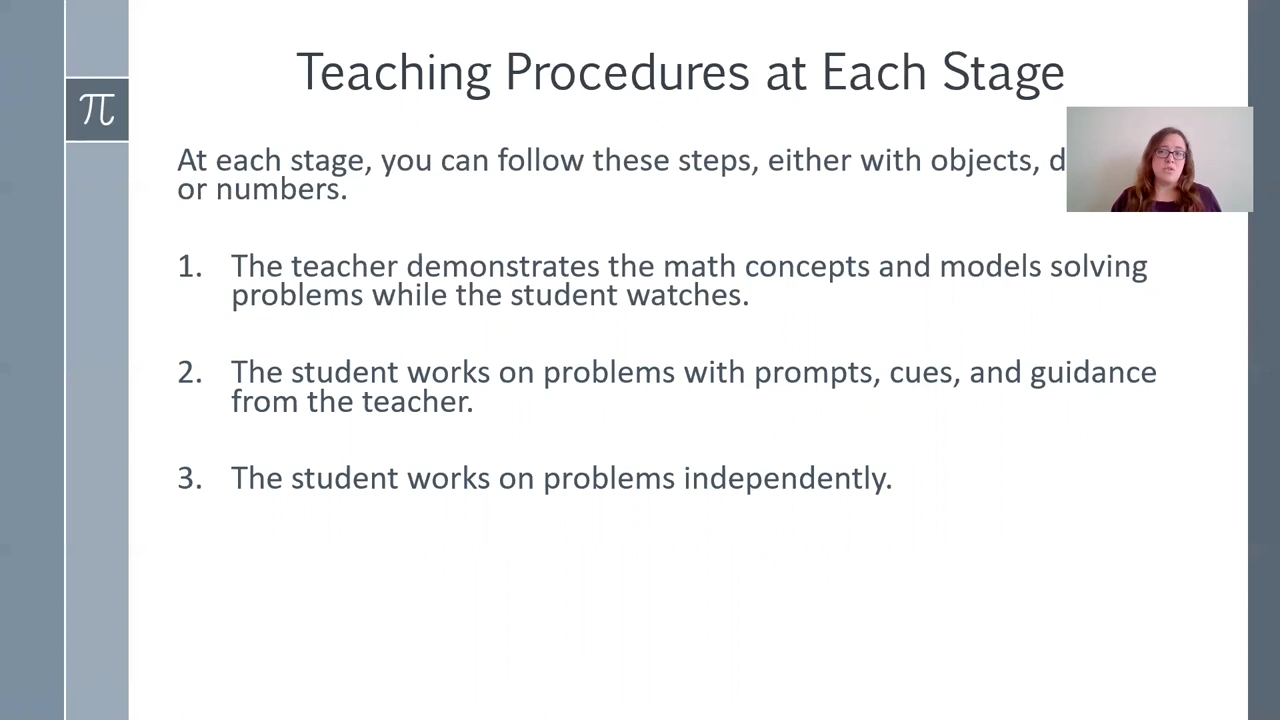 Teaching Procedures at Each Stage
π
At each stage, you can follow these steps, either with objects,
or numbers.
1. The teacher demonstrates the math concepts and models solving
problems while the student watches.
2. The student works on problems with prompts, cues, and guidance
from the teacher.
3. The student works on problems independently.